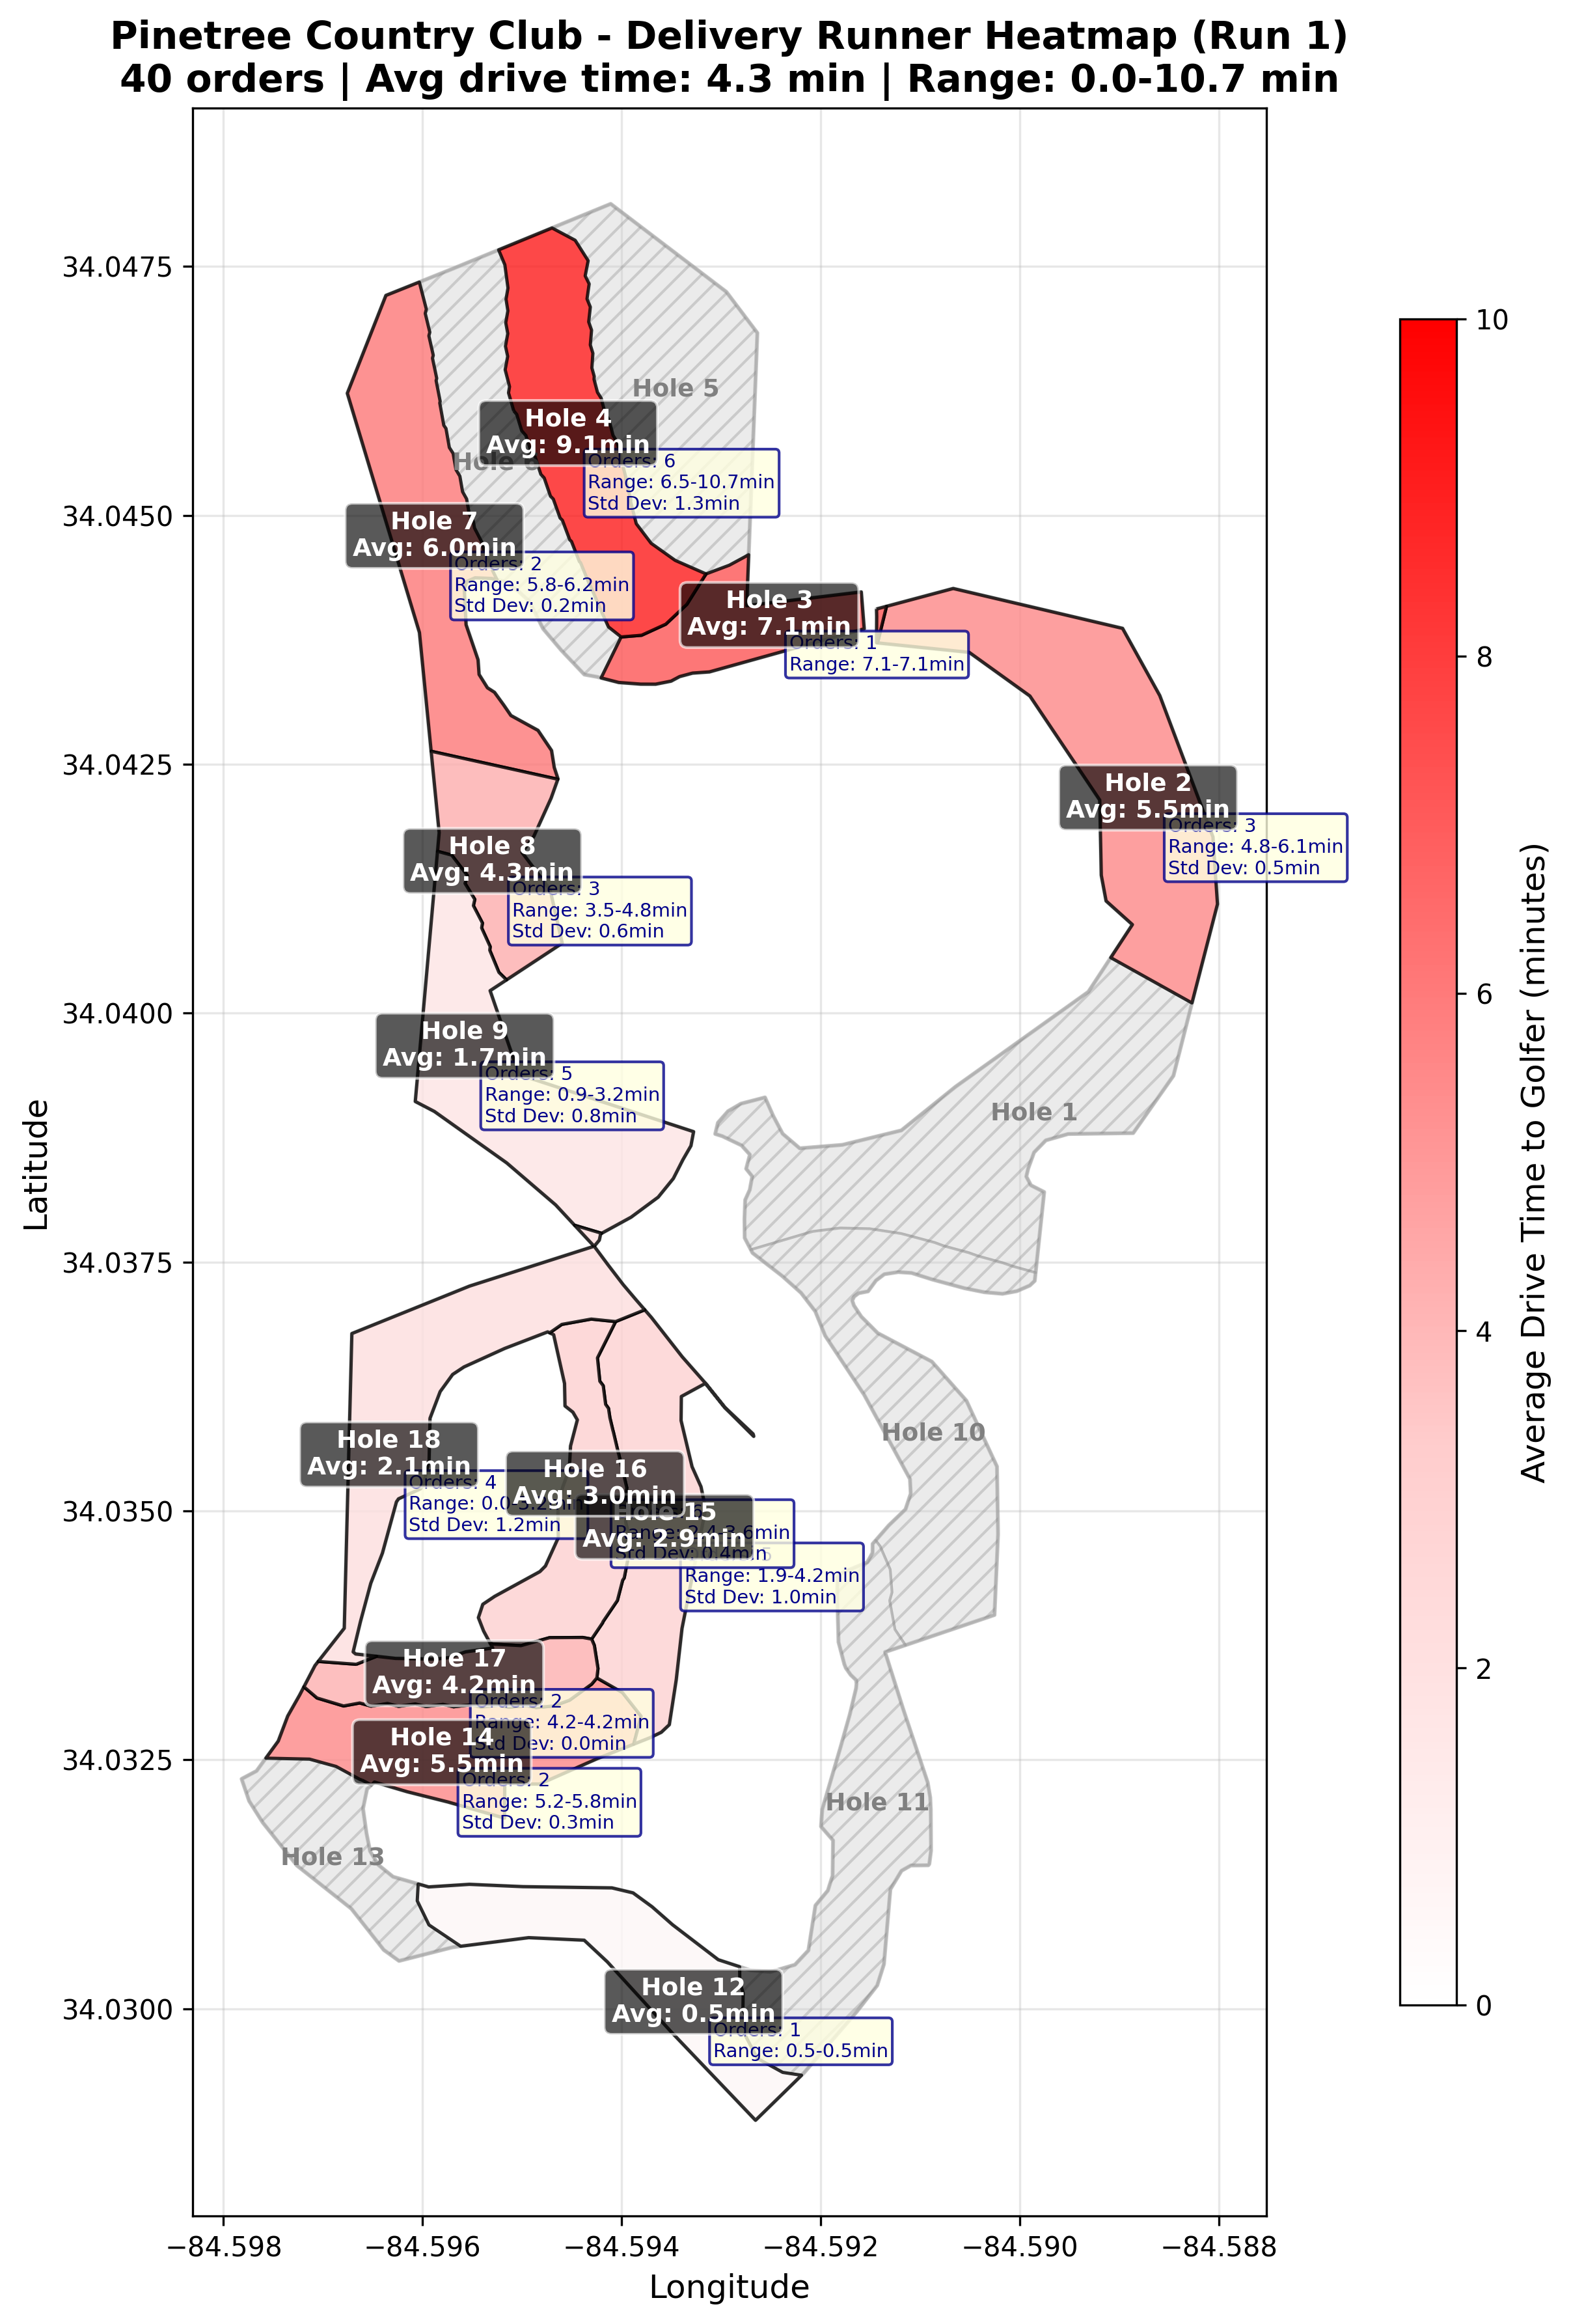 Pinetree Country Club - Delivery Runner Heatmap (Run 1)
40 orders | Avg drive time: 4.3 min | Range: 0.0-10.7 min
34.0475
34.0450
34.0425
34.0400
34.0375
34.0350
34.0325
34.0300
Latitude
−84.598
−84.596
−84.594
−84.592
−84.590
−84.588
Longitude
Hole 5
Hole 4
Avg: 9.1min
Orders: 6
Range: 6.5-10.7min
Std Dev: 1.3min
Hole
Hole 7
Avg: 6.0min
Orders: 2
Range: 5.8-6.2min
Std Dev: 0.2min
Hole 3
Avg: 7.1min
Orders: 1
Range: 7.1-7.1min
Hole 2
Avg: 5.5min
Orders: 3
Range: 4.8-6.1min
Std Dev: 0.5min
Hole 8
Avg: 4.3min
Orders: 3
Range: 3.5-4.8min
Std Dev: 0.6min
Hole 9
Avg: 1.7min
Orders: 5
Range: 0.9-3.2min
Std Dev: 0.8min
Hole 1
Hole 10
Hole 18
Avg: 2.1min
Orders: 4
Range: 0.0-3.2min
Std Dev: 1.2min
Hole 16
Avg: 3.0min
Hole 15
Avg: 2.9min
Range: 2.4-3.6min
Std Dev: 0.4min
Range: 1.9-4.2min
Std Dev: 1.0min
Hole 17
Avg: 4.2min
Orders: 2
Range: 4.2-4.2min
Std Dev: 0.0min
Hole 14
Avg: 5.5min
Orders: 2
Range: 5.2-5.8min
Std Dev: 0.3min
Hole 11
Hole 13
Hole 12
Avg: 0.5min
Orders: 1
Range: 0.5-0.5min
10
8
6
4
2
0
Average Drive Time to Golfer (minutes)